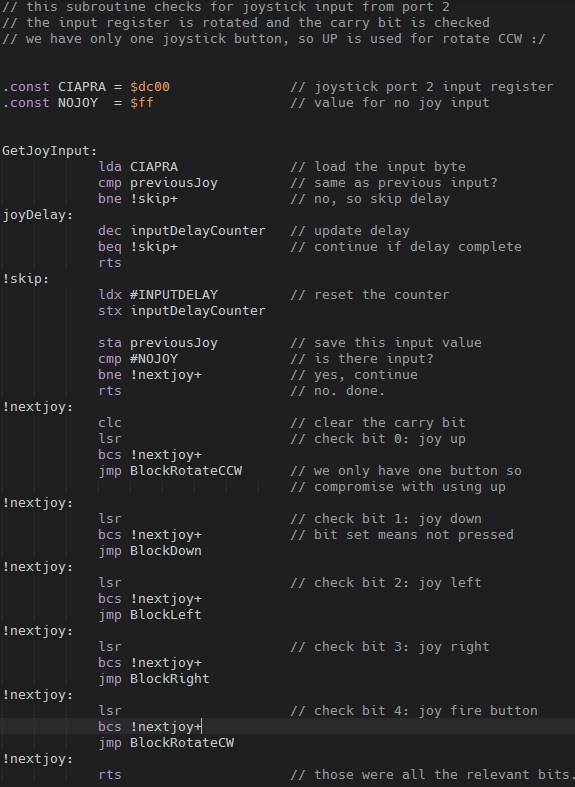 // this subroutine checks for joystick input from port 2
// the input register is rotated and the carry bit is checked
// we have only one joystick button, so UP is used for rotate CCW :/
.const CIAPRA = $dc00 // joystick port 2 input register
.const NOJOY = $ff // value for no joy input
GetJoyInput:
lda CIAPRA // load the input byte
cmp previousJoy // same as previous input?
bne !skip+ // no, so skip delay
joyDelay:
dec inputDelayCounter // update delay
beq !skip+ // continue if delay complete
rts
!skip:
ldx #INPUTDELAY // reset the counter
stx inputDelayCounter
sta previousJoy // save this input value
cmp #NOJOY // is there input?
bne !nextjoy+ // yes, continue
rts // no. done.
!nextjoy:
clc // clear the carry bit
lsr // check bit 0: joy up
bcs !nextjoy+
jmp BlockRotateCCW // we only have one button so
// compromise with using up
!nextjoy:
lsr // check bit 1: joy down
bcs !nextjoy+ // bit set means not pressed
jmp BlockDown
!nextjoy:
lsr // check bit 2: joy left
bcs !nextjoy+
jmp BlockLeft
!nextjoy:
lsr // check bit 3: joy right
bcs !nextjoy+
jmp BlockRight
!nextjoy:
lsr // check bit 4: joy fire button
bcs !nextjoy+
jmp BlockRotateCW
!nextjoy:
rts // those were all the relevant bits.